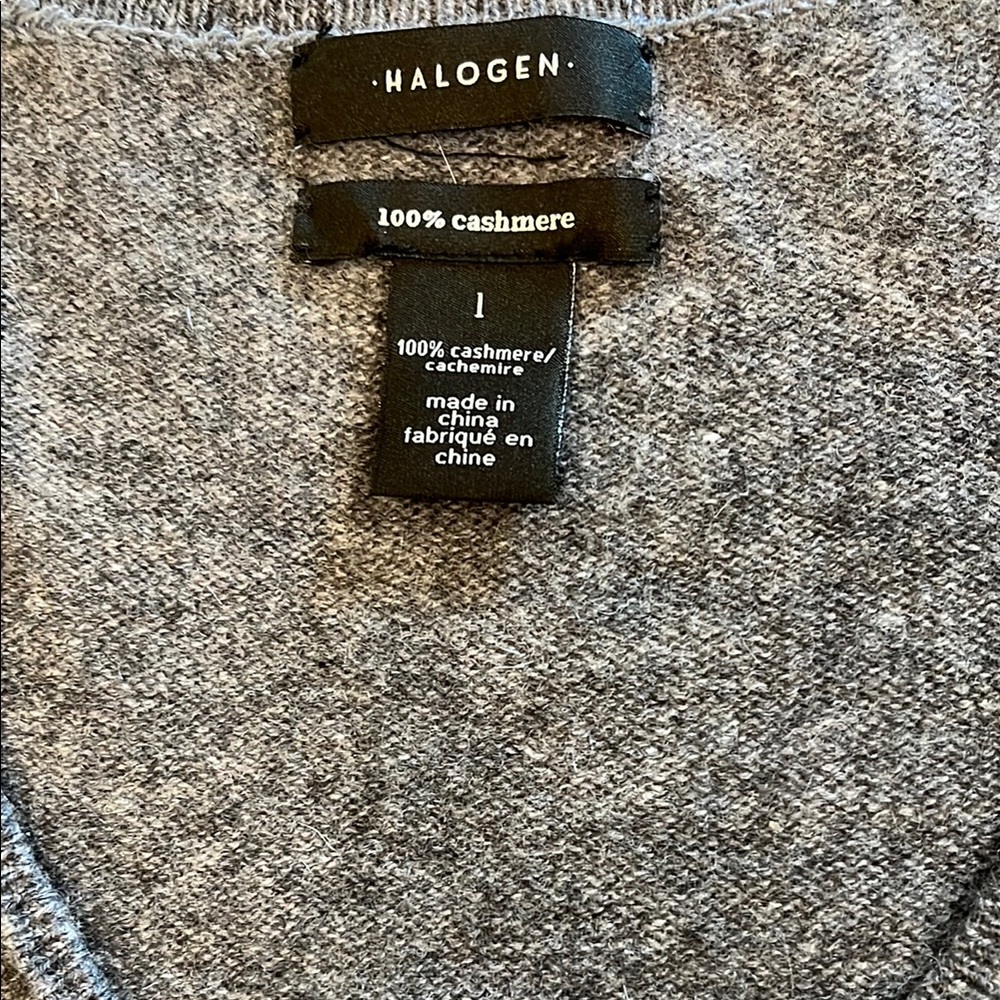 ·HALOGEN·
100% cashmere
l
100% cashmere/
cachemire
made in
china
fabriqué en
chine